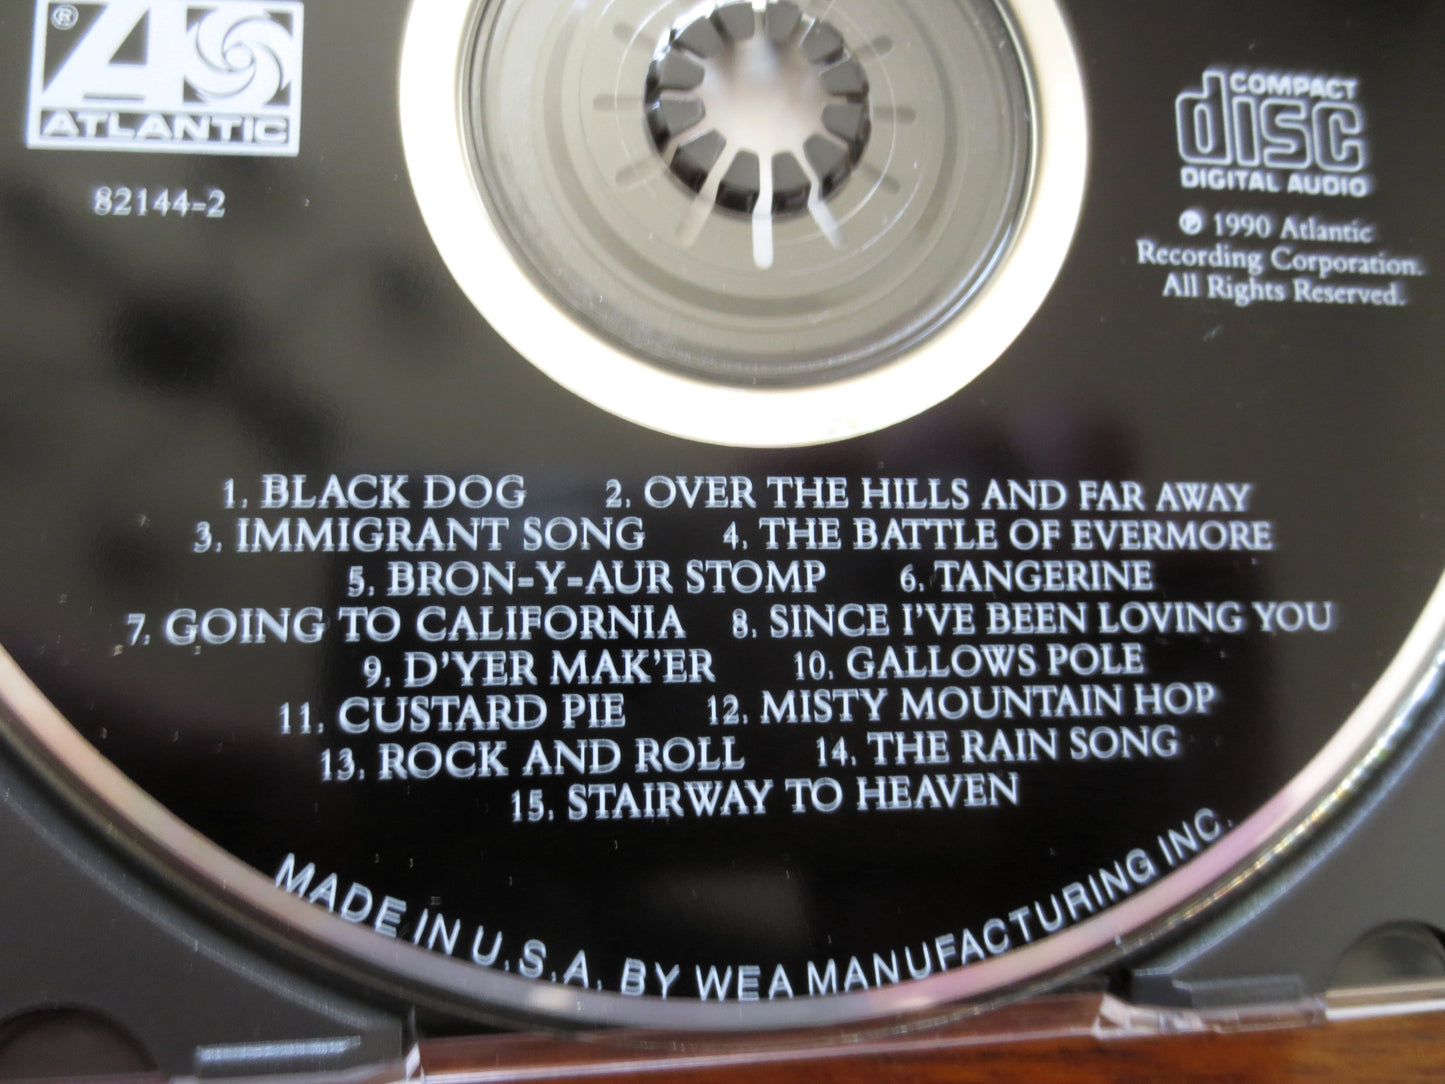 ®
ATLANTIC
82144-2
COMPACT
disc
DIGITAL AUDIO
℗ 1990 Atlantic
Recording Corporation.
All Rights Reserved.
1. BLACK DOG 2. OVER THE HILLS AND FAR AWAY
3. IMMIGRANT SONG 4. THE BATTLE OF EVERMORE
5. BRON-Y-AUR STOMP 6. TANGERINE
7. GOING TO CALIFORNIA 8. SINCE I'VE BEEN LOVING YOU
9. D'YER MAK'ER 10. GALLOWS POLE
11. CUSTARD PIE 12. MISTY MOUNTAIN HOP
13. ROCK AND ROLL 14. THE RAIN SONG
15. STAIRWAY TO HEAVEN
MADE IN U.S.A. BY WEA MANUFACTURING INC.